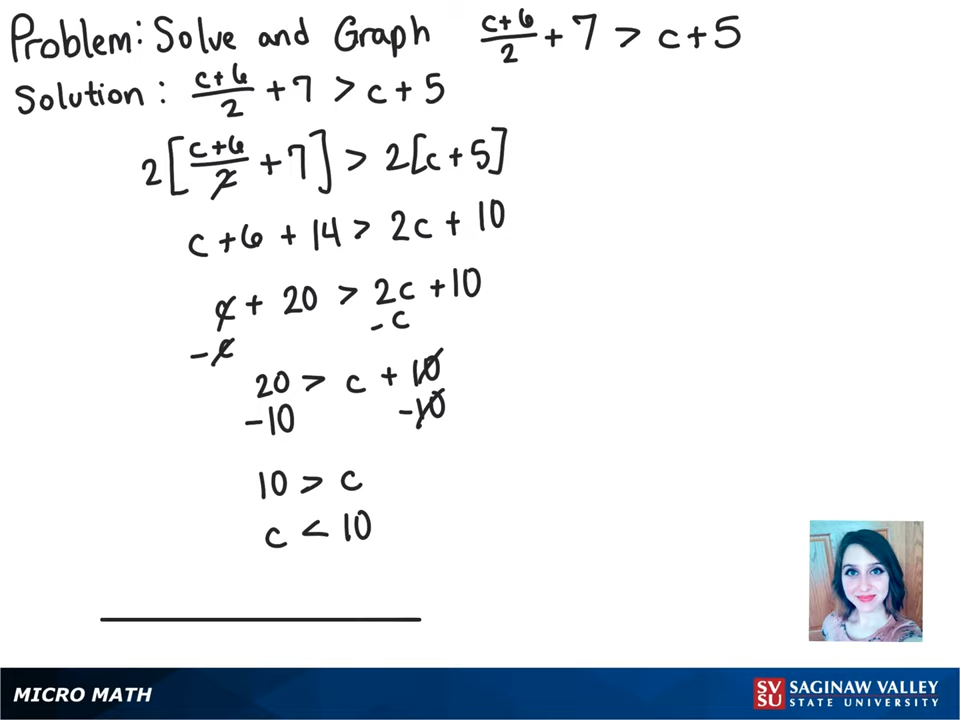 Problem: Solve and Graph (c+6)/2 + 7 > c+5
Solution: (c+6)/2 + 7 > c + 5
2[(c+6)/2 + 7] > 2[c + 5]
c + 6 + 14 > 2c + 10
c + 20 > 2c + 10
-c -c
20 > c + 10
-10 -10
10 > c
c < 10
MICRO MATH
SVSU SAGINAW VALLEY
STATE UNIVERSITY